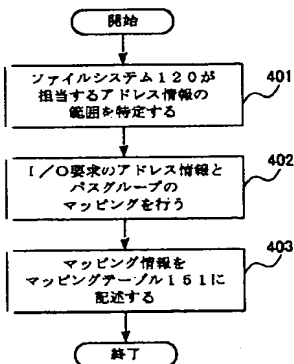 開始
ファイルシステム120が
担当するアドレス情報の
範囲を特定する
401
I/O要求のアドレス情報と
パスグループの
マッピングを行う
402
マッピング情報を
マッピングテーブル151に
記述する
403
終了